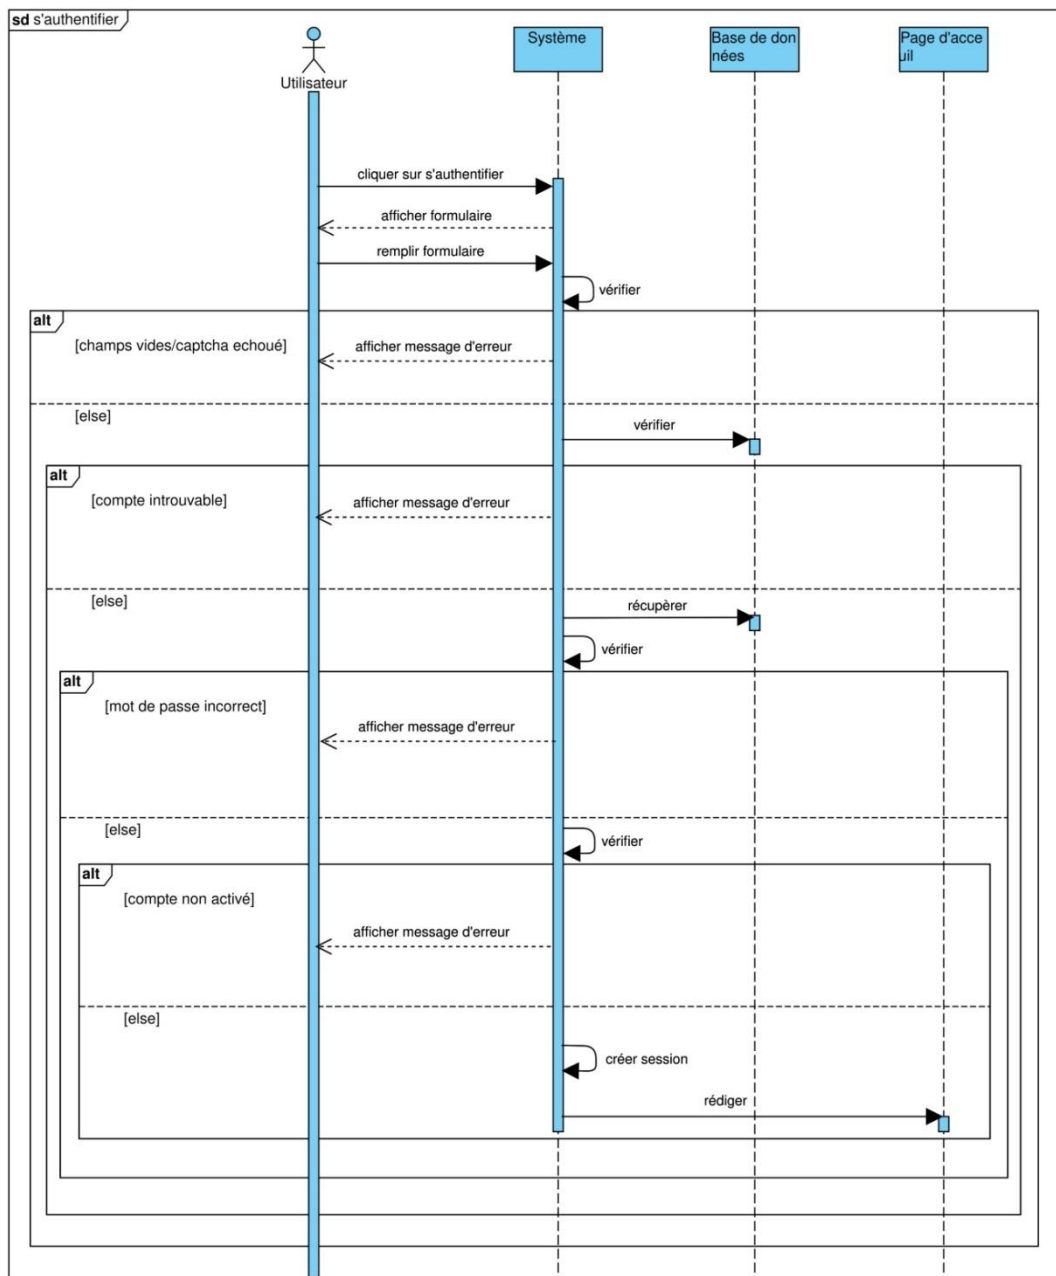 sd s'authentifier
Utilisateur
Système
Base de don
nées
Page d'acce
uil
cliquer sur s'authentifier
afficher formulaire
remplir formulaire
vérifier
alt
[champs vides/captcha echoué]
afficher message d'erreur
[else]
vérifier
alt
[compte introuvable]
afficher message d'erreur
[else]
récupèrer
vérifier
alt
[mot de passe incorrect]
afficher message d'erreur
[else]
vérifier
alt
[compte non activé]
afficher message d'erreur
[else]
créer session
rédiger